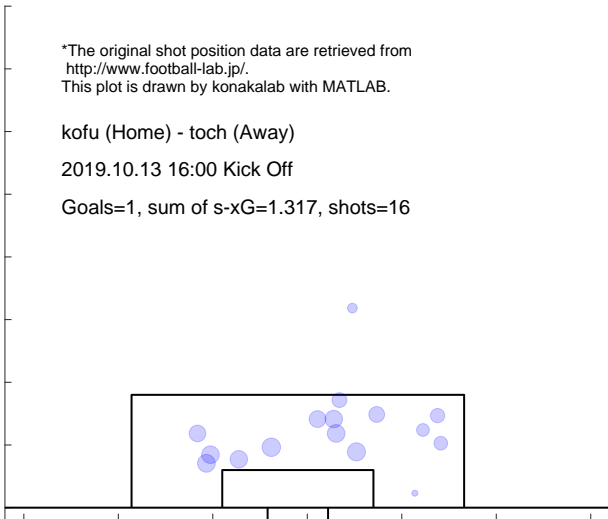 *The original shot position data are retrieved from
http://www.football-lab.jp/.
This plot is drawn by konakalab with MATLAB.
kofu (Home) - toch (Away)
2019.10.13 16:00 Kick Off
Goals=1, sum of s-xG=1.317, shots=16